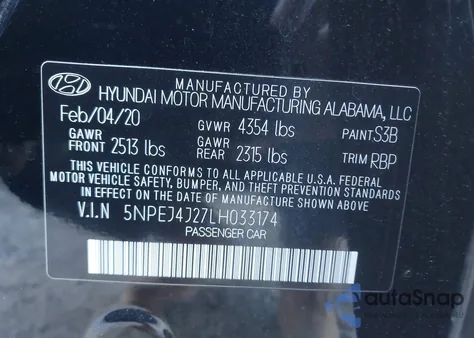 MANUFACTURED BY
HYUNDAI MOTOR MANUFACTURING ALABAMA, LLC
Feb/04/20 GVWR 4354 lbs PAINT S3B
GAWR FRONT 2513 lbs GAWR REAR 2315 lbs TRIM RBP
THIS VEHICLE CONFORMS TO ALL APPLICABLE U.S.A. FEDERAL
MOTOR VEHICLE SAFETY, BUMPER, AND THEFT PREVENTION STANDARDS
IN EFFECT ON THE DATE OF MANUFACTURE SHOWN ABOVE.
V.I.N 5NPEJ4J27LH033174
PASSENGER CAR
autoSnap